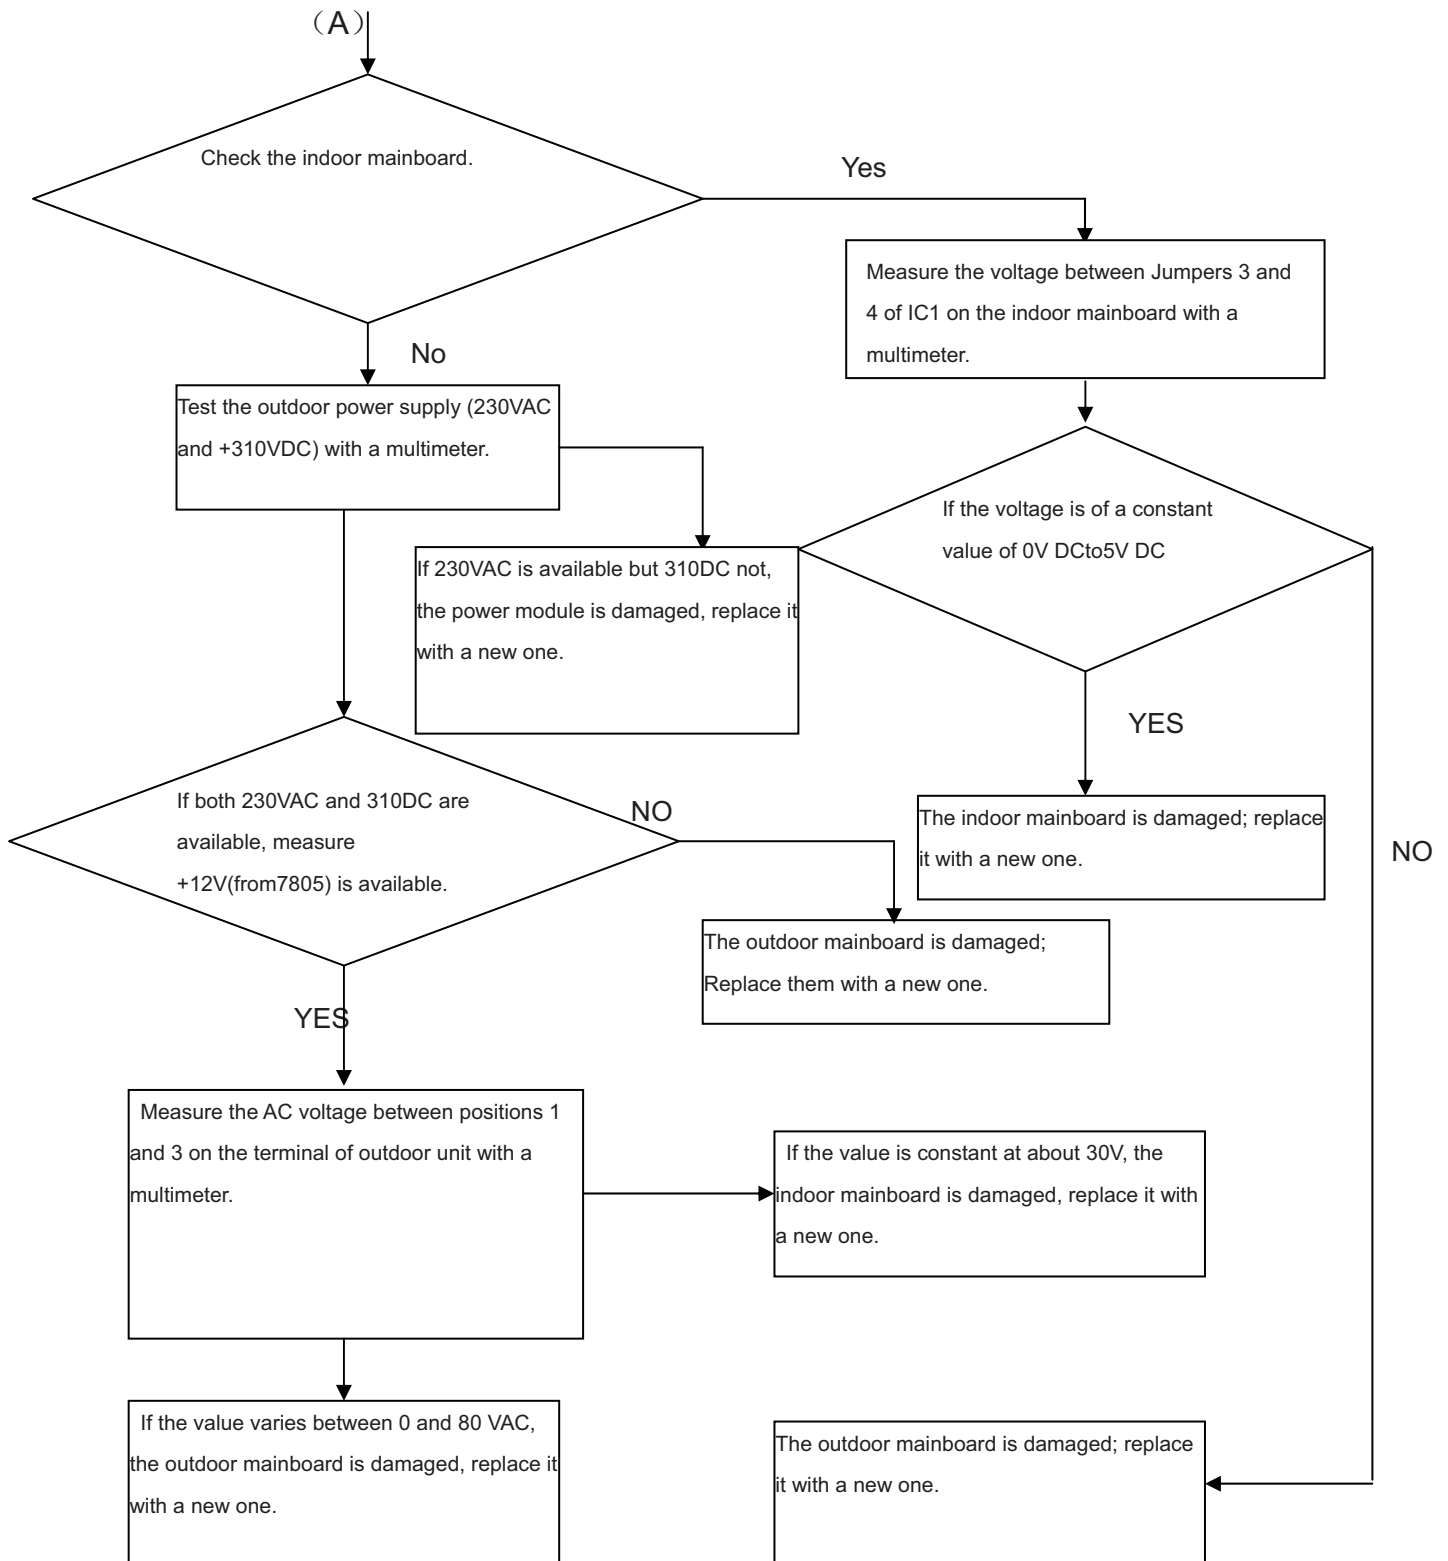 （A）
Check the indoor mainboard.
Yes
Measure the voltage between Jumpers 3 and
4 of IC1 on the indoor mainboard with a
multimeter.
No
Test the outdoor power supply (230VAC
and +310VDC) with a multimeter.
If the voltage is of a constant
value of 0V DCto5V DC
If 230VAC is available but 310DC not,
the power module is damaged, replace it
with a new one.
YES
If both 230VAC and 310DC are
available, measure
+12V(from7805) is available.
NO
The indoor mainboard is damaged; replace
it with a new one.
NO
The outdoor mainboard is damaged;
Replace them with a new one.
YES
Measure the AC voltage between positions 1
and 3 on the terminal of outdoor unit with a
multimeter.
If the value is constant at about 30V, the
indoor mainboard is damaged, replace it with
a new one.
If the value varies between 0 and 80 VAC,
the outdoor mainboard is damaged, replace it
with a new one.
The outdoor mainboard is damaged; replace
it with a new one.